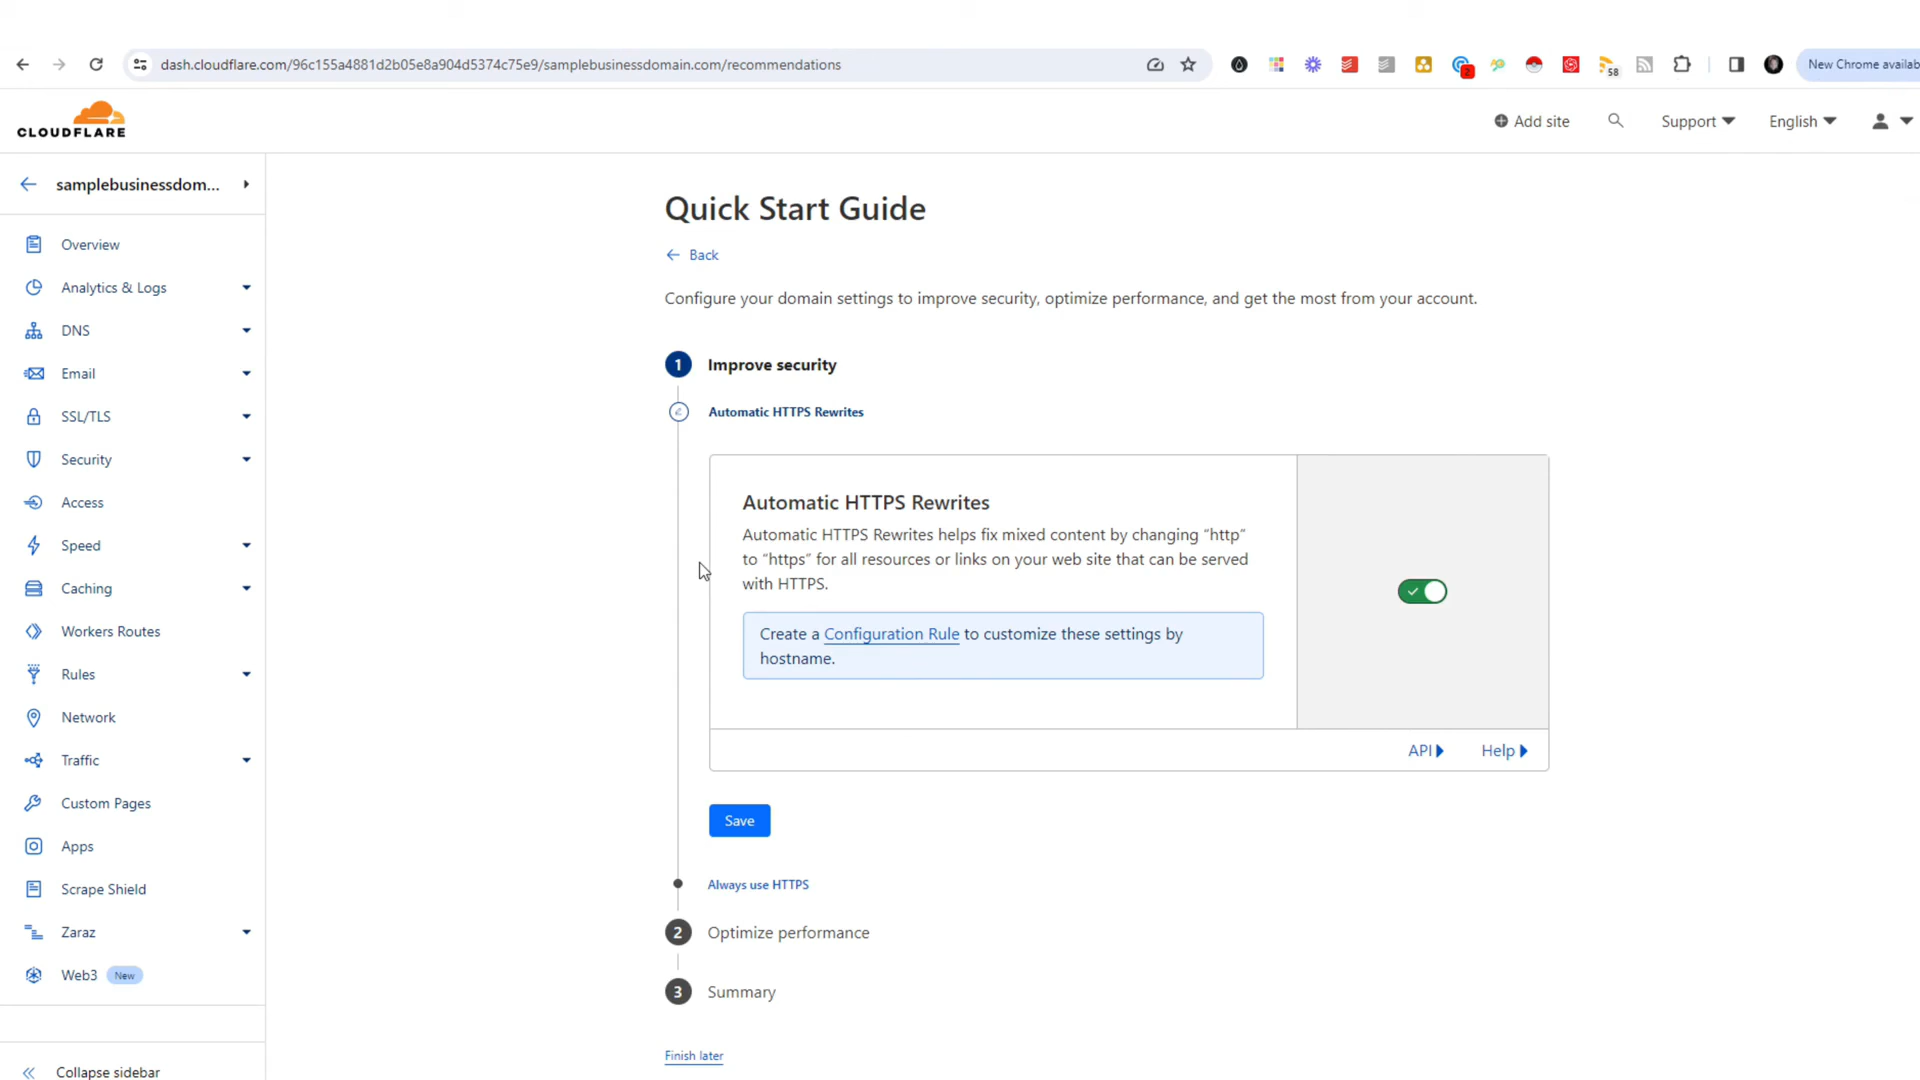 dash.cloudflare.com/96c155a4881d2b05e8a904d5374c75e9/samplebusinessdomain.com/recommendations
2
58
New Chrome availab
CLOUDFLARE
Add site
Support
English
samplebusinessdom...
Overview
Analytics & Logs
DNS
Email
SSL/TLS
Security
Access
Speed
Caching
Workers Routes
Rules
Network
Traffic
Custom Pages
Apps
Scrape Shield
Zaraz
Web3 New
Collapse sidebar
Quick Start Guide
Back
Configure your domain settings to improve security, optimize performance, and get the most from your account.
1 Improve security
Automatic HTTPS Rewrites
Automatic HTTPS Rewrites
Automatic HTTPS Rewrites helps fix mixed content by changing “http”
to “https” for all resources or links on your web site that can be served
with HTTPS.
Create a Configuration Rule to customize these settings by
hostname.
API Help
Save
Always use HTTPS
2 Optimize performance
3 Summary
Finish later